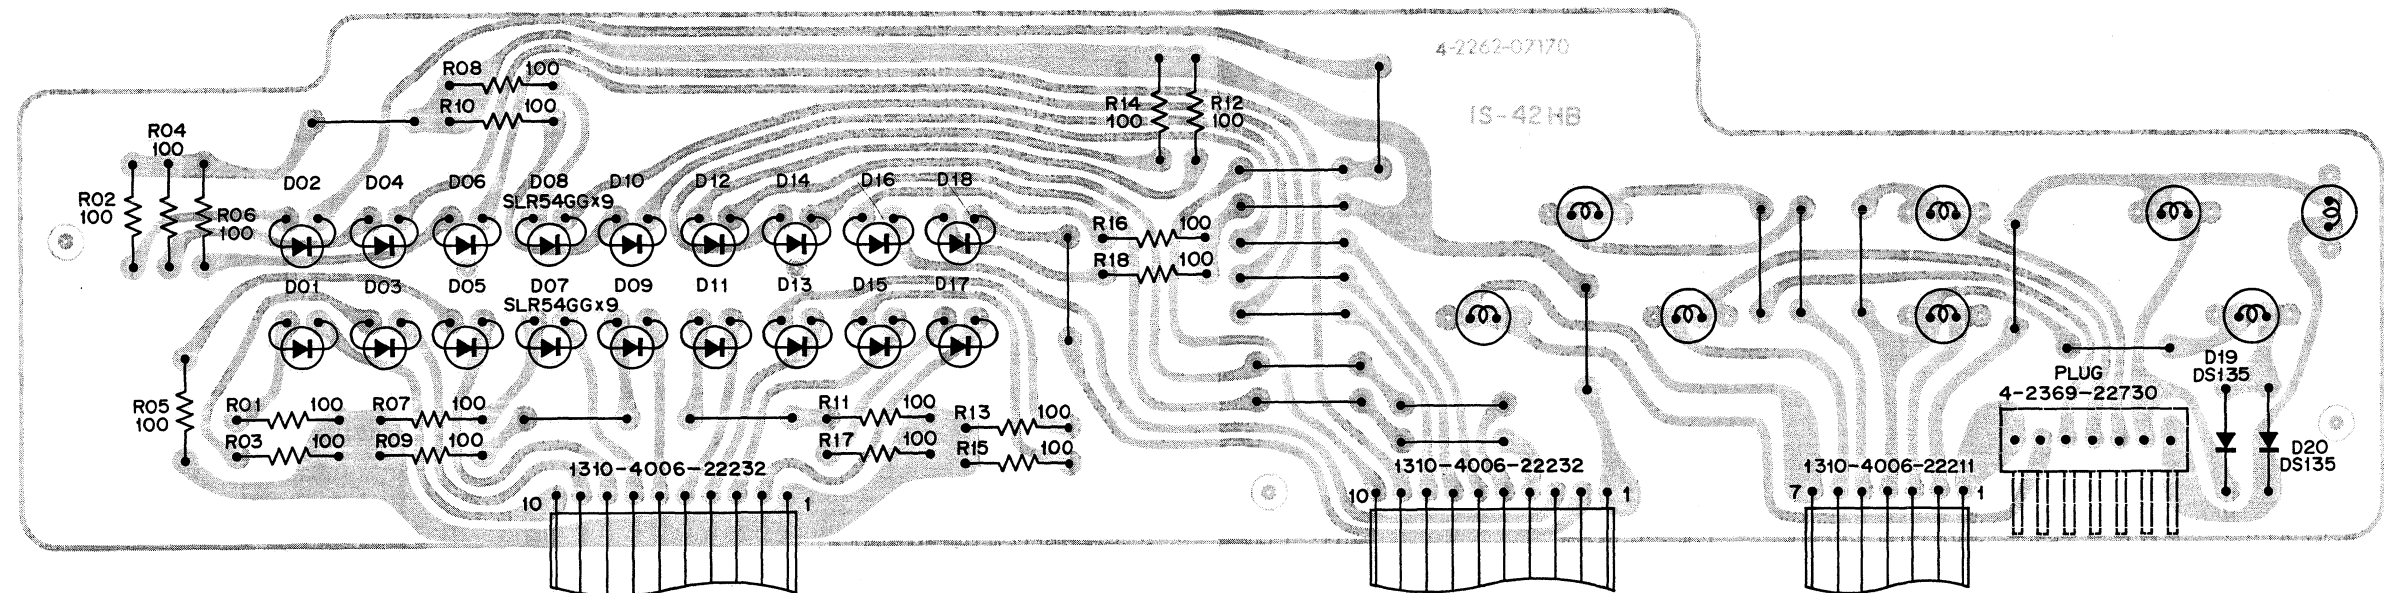 4-2262-07170
IS-42HB
R08 100
R10 100
R14 100
R12 100
R04 100
R02 100
R06 100
D02 D04 D06 D08 D10 D12 D14 D16 D18
SLR54GG×9
R16 100
R18 100
D01 D03 D05 D07 D09 D11 D13 D15 D17
SLR54GG×9
R05 100
R01 100
R07 100
R11 100
R13 100
R03 100
R09 100
R17 100
R15 100
D19
DS135
PLUG
4-2369-22730
D20
DS135
1310-4006-22232
10 1
1310-4006-22232
10 1
1310-4006-22211
7 1